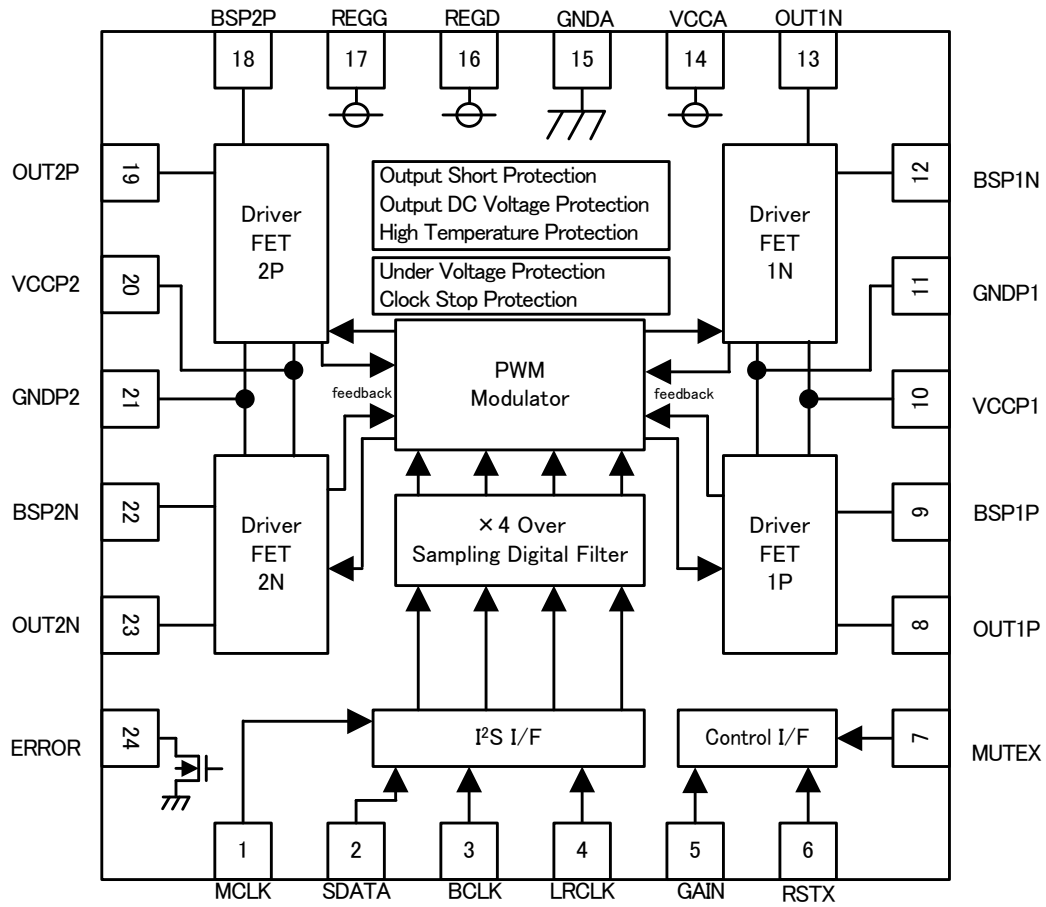 BSP2P REGG REGD GNDA VCCA OUT1N
18 17 16 15 14 13
OUT2P 19
12 BSP1N
Driver
FET
2P
Output Short Protection
Output DC Voltage Protection
High Temperature Protection
Under Voltage Protection
Clock Stop Protection
Driver
FET
1N
VCCP2 20
11 GNDP1
PWM
Modulator
feedback
feedback
GNDP2 21
10 VCCP1
BSP2N 22
9 BSP1P
Driver
FET
2N
×4 Over
Sampling Digital Filter
Driver
FET
1P
OUT2N 23
8 OUT1P
ERROR 24
I²S I/F
Control I/F
7 MUTEX
1 2 3 4 5 6
MCLK SDATA BCLK LRCLK GAIN RSTX